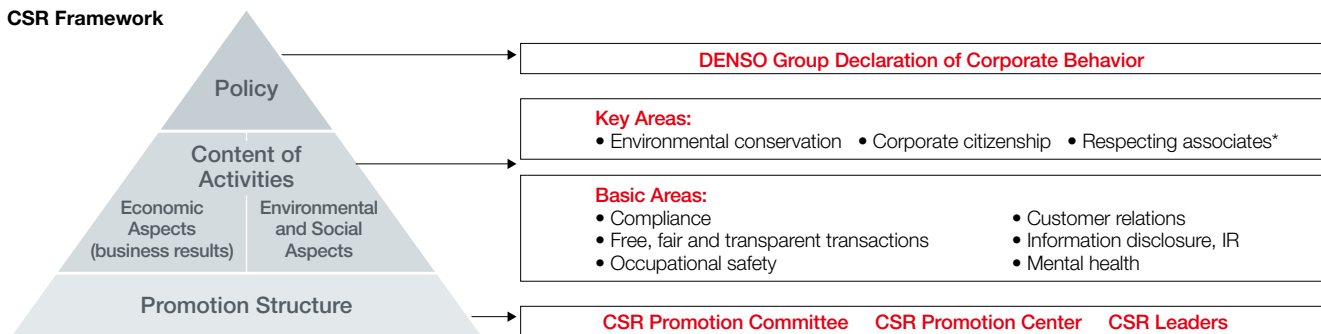 CSR Framework
Policy
DENSO Group Declaration of Corporate Behavior
Content of
Activities
Economic
Aspects
(business results)
Environmental
and Social
Aspects
Key Areas:
• Environmental conservation • Corporate citizenship • Respecting associates*
Basic Areas:
• Compliance
• Free, fair and transparent transactions
• Occupational safety
• Customer relations
• Information disclosure, IR
• Mental health
Promotion Structure
CSR Promotion Committee CSR Promotion Center CSR Leaders